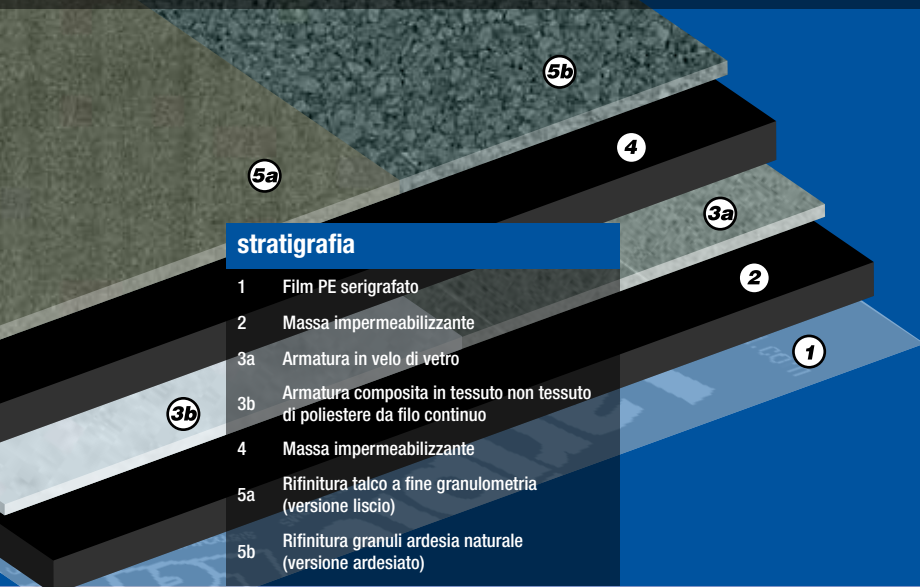 5b
4
5a
3a
stratigrafia
2
1 Film PE serigrafato
2 Massa impermeabilizzante
1
3a Armatura in velo di vetro
3b Armatura composita in tessuto non tessuto
di poliestere da filo continuo
3b
4 Massa impermeabilizzante
5a Rifinitura talco a fine granulometria
(versione liscio)
5b Rifinitura granuli ardesia naturale
(versione ardesiato)